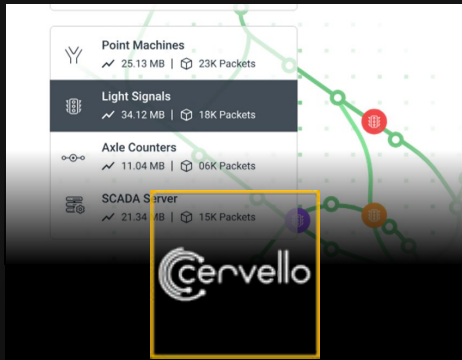 Point Machines
25.13 MB | 23K Packets
Light Signals
34.12 MB | 18K Packets
Axle Counters
11.04 MB | 06K Packets
SCADA Server
21.34 MB | 15K Packets
cervello